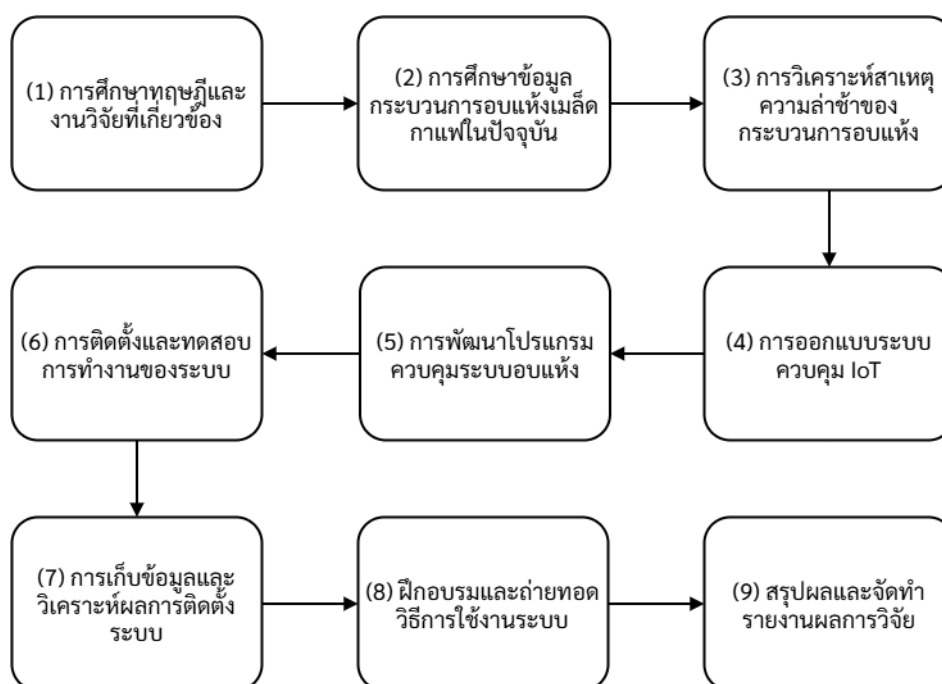 (1) การศึกษาทฤษฎีและ
งานวิจัยที่เกี่ยวข้อง
(2) การศึกษาข้อมูล
กระบวนการอบแห้งเมล็ด
กาแฟในปัจจุบัน
(3) การวิเคราะห์สาเหตุ
ความล่าช้าของ
กระบวนการอบแห้ง
(4) การออกแบบระบบ
ควบคุม IoT
(5) การพัฒนาโปรแกรม
ควบคุมระบบอบแห้ง
(6) การติดตั้งและทดสอบ
การทำงานของระบบ
(7) การเก็บข้อมูลและ
วิเคราะห์ผลการติดตั้ง
ระบบ
(8) ฝึกอบรมและถ่ายทอด
วิธีการใช้งานระบบ
(9) สรุปผลและจัดทำ
รายงานผลการวิจัย